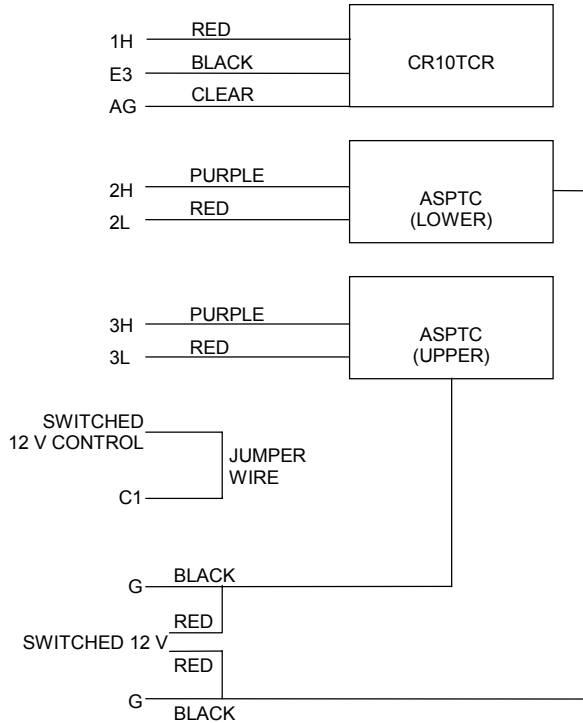 1H
RED
E3
BLACK
AG
CLEAR
CR10TCR
2H
PURPLE
2L
RED
ASPTC
(LOWER)
3H
PURPLE
3L
RED
ASPTC
(UPPER)
SWITCHED
12 V CONTROL
JUMPER
WIRE
C1
G
BLACK
RED
SWITCHED 12 V
RED
G
BLACK